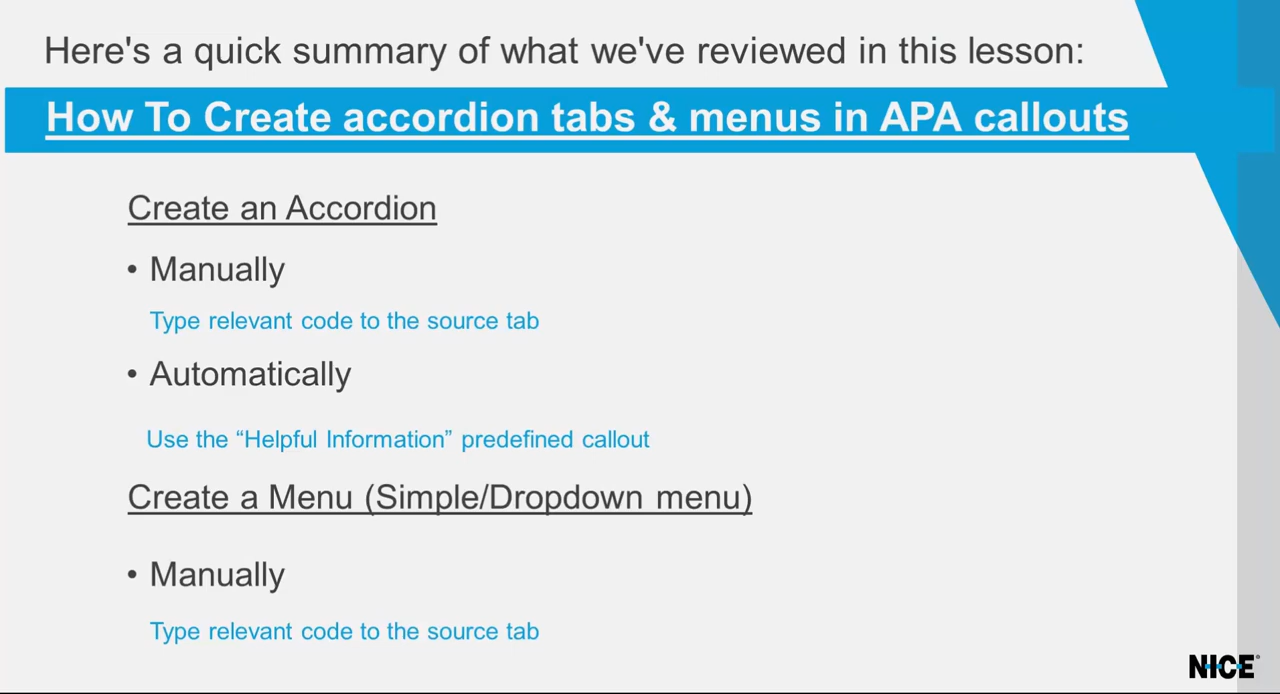 Here's a quick summary of what we've reviewed in this lesson:
How To Create accordion tabs & menus in APA callouts
Create an Accordion
• Manually
Type relevant code to the source tab
• Automatically
Use the “Helpful Information” predefined callout
Create a Menu (Simple/Dropdown menu)
• Manually
Type relevant code to the source tab
NICE®